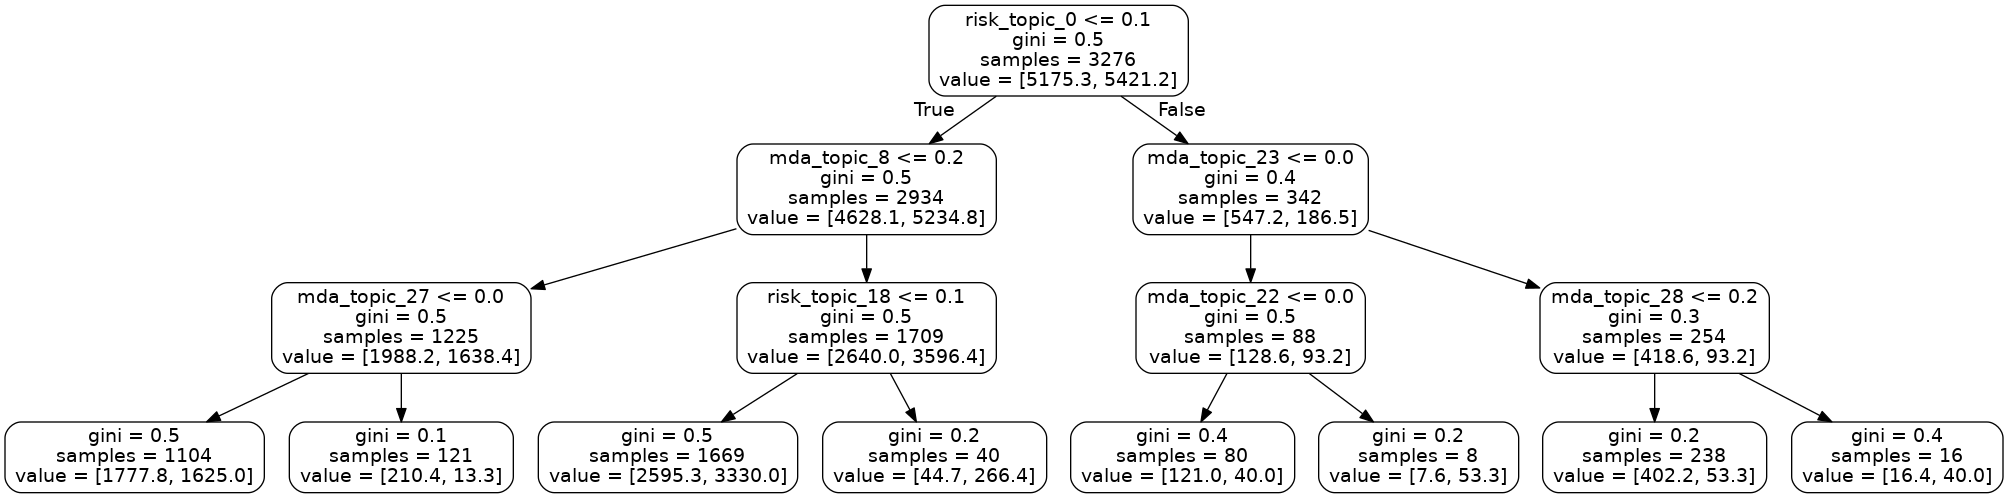 risk_topic_0 <= 0.1
gini = 0.5
samples = 3276
value = [5175.3, 5421.2]
True
False
mda_topic_8 <= 0.2
gini = 0.5
samples = 2934
value = [4628.1, 5234.8]
mda_topic_23 <= 0.0
gini = 0.4
samples = 342
value = [547.2, 186.5]
mda_topic_27 <= 0.0
gini = 0.5
samples = 1225
value = [1988.2, 1638.4]
risk_topic_18 <= 0.1
gini = 0.5
samples = 1709
value = [2640.0, 3596.4]
mda_topic_22 <= 0.0
gini = 0.5
samples = 88
value = [128.6, 93.2]
mda_topic_28 <= 0.2
gini = 0.3
samples = 254
value = [418.6, 93.2]
gini = 0.5
samples = 1104
value = [1777.8, 1625.0]
gini = 0.1
samples = 121
value = [210.4, 13.3]
gini = 0.5
samples = 1669
value = [2595.3, 3330.0]
gini = 0.2
samples = 40
value = [44.7, 266.4]
gini = 0.4
samples = 80
value = [121.0, 40.0]
gini = 0.2
samples = 8
value = [7.6, 53.3]
gini = 0.2
samples = 238
value = [402.2, 53.3]
gini = 0.4
samples = 16
value = [16.4, 40.0]